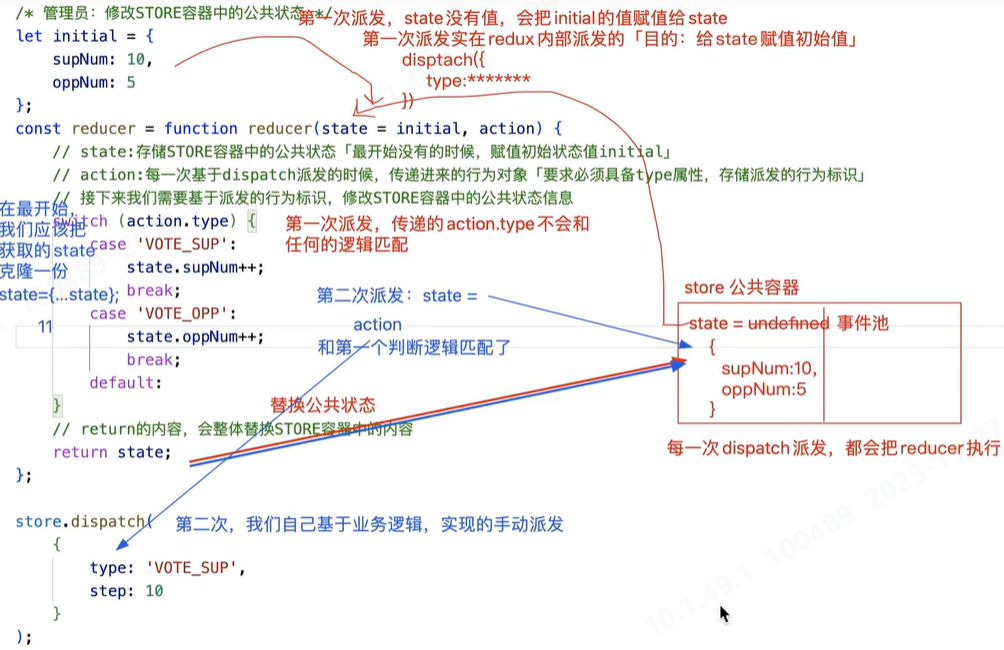 /* 管理员：修改STORE容器中的公共状态 */
第一次派发，state没有值，会把initial的值赋值给state
let initial = {
第一次派发实在redux内部派发的「目的：给state赋值初始值」
supNum: 10,
disptach({
oppNum: 5
type:*******
};
})
const reducer = function reducer(state = initial, action) {
// state:存储STORE容器中的公共状态「最开始没有的时候，赋值初始状态值initial」
// action:每一次基于dispatch派发的时候，传递进来的行为对象「要求必须具备type属性，存储派发的行为标识」
// 接下来我们需要基于派发的行为标识，修改STORE容器中的公共状态信息
在最开始，
我们应该把
获取的state
克隆一份
state={...state};
11
switch (action.type) {
第一次派发，传递的action.type不会和
任何的逻辑匹配
case 'VOTE_SUP':
state.supNum++;
break;
case 'VOTE_OPP':
state.oppNum++;
break;
default:
}
第二次派发：state =
action
和第一个判断逻辑匹配了
store 公共容器
state = undefined
事件池
{
supNum:10,
oppNum:5
}
替换公共状态
// return的内容，会整体替换STORE容器中的内容
每一次dispatch派发，都会把reducer执行
return state;
};
store.dispatch(
第二次，我们自己基于业务逻辑，实现的手动派发
{
type: 'VOTE_SUP',
step: 10
}
);
10.1.49.1 100489